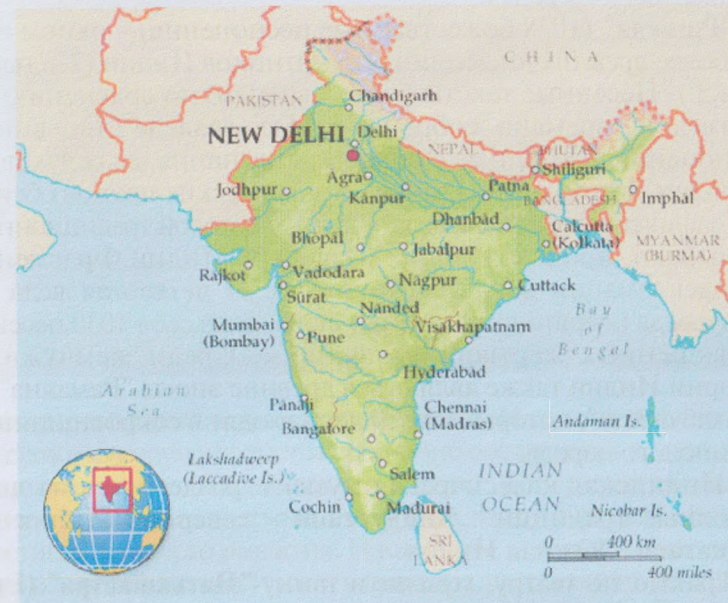 CHINA
PAKISTAN
Chandigarh
NEW DELHI
Delhi
NEPAL
BHUTAN
Shiliguri
Agra
Kanpur
Patna
BANGLADESH
Imphal
Jodhpur
Dhanbad
Calcutta
(Kolkata)
MYANMAR
(BURMA)
Bhopal
Jabalpur
Rajkot
Vadodara
Nagpur
Cuttack
Sūrat
Nanded
Bay
of
Bengal
Mumbai
(Bombay)
Pune
Visakhapatnam
Hyderabad
Arabian
Sea
Panaji
Chennai
(Madras)
Bangalore
Andaman Is.
Lakshadweep
(Laccadive Is.)
Salem
INDIAN
OCEAN
Cochin
Madurai
Nicobar Is.
SRI
LANKA
0 400 km
0 400 miles